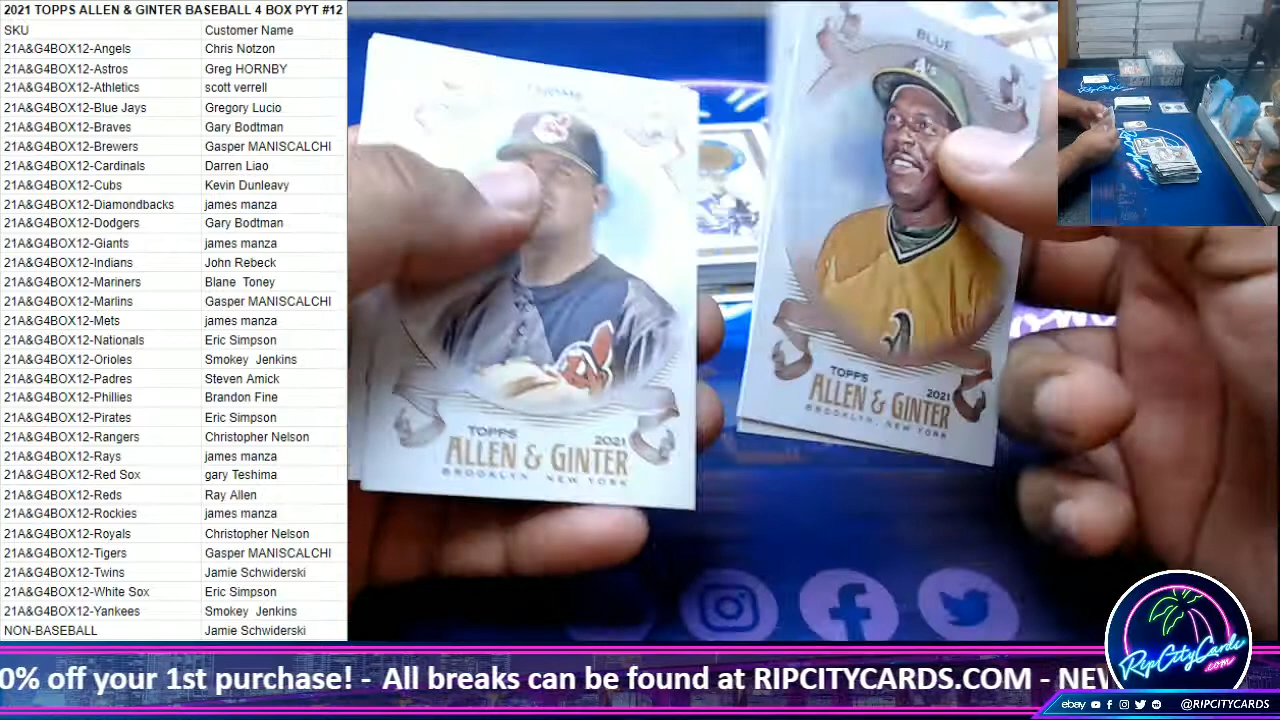 2021 TOPPS ALLEN & GINTER BASEBALL 4 BOX PYT #12
SKU Customer Name
21A&G4BOX12-Angels Chris Notzon
21A&G4BOX12-Astros Greg HORNBY
21A&G4BOX12-Athletics scott verrell
21A&G4BOX12-Blue Jays Gregory Lucio
21A&G4BOX12-Braves Gary Bodtman
21A&G4BOX12-Brewers Gasper MANISCALCHI
21A&G4BOX12-Cardinals Darren Liao
21A&G4BOX12-Cubs Kevin Dunleavy
21A&G4BOX12-Diamondbacks james manza
21A&G4BOX12-Dodgers Gary Bodtman
21A&G4BOX12-Giants james manza
21A&G4BOX12-Indians John Rebeck
21A&G4BOX12-Mariners Blane Toney
21A&G4BOX12-Marlins Gasper MANISCALCHI
21A&G4BOX12-Mets james manza
21A&G4BOX12-Nationals Eric Simpson
21A&G4BOX12-Orioles Smokey Jenkins
21A&G4BOX12-Padres Steven Amick
21A&G4BOX12-Phillies Brandon Fine
21A&G4BOX12-Pirates Eric Simpson
21A&G4BOX12-Rangers Christopher Nelson
21A&G4BOX12-Rays james manza
21A&G4BOX12-Red Sox gary Teshima
21A&G4BOX12-Reds Ray Allen
21A&G4BOX12-Rockies james manza
21A&G4BOX12-Royals Christopher Nelson
21A&G4BOX12-Tigers Gasper MANISCALCHI
21A&G4BOX12-Twins Jamie Schwiderski
21A&G4BOX12-White Sox Eric Simpson
21A&G4BOX12-Yankees Smokey Jenkins
NON-BASEBALL Jamie Schwiderski
TOPPS 2021
ALLEN & GINTER
BROOKLYN NEW YORK
BLUE
A's
TOPPS 2021
ALLEN & GINTER
BROOKLYN, NEW YORK
0% off your 1st purchase! - All breaks can be found at RIPCITYCARDS.COM - NEW
RipCityCards
.com
ebay @RIPCITYCARDS